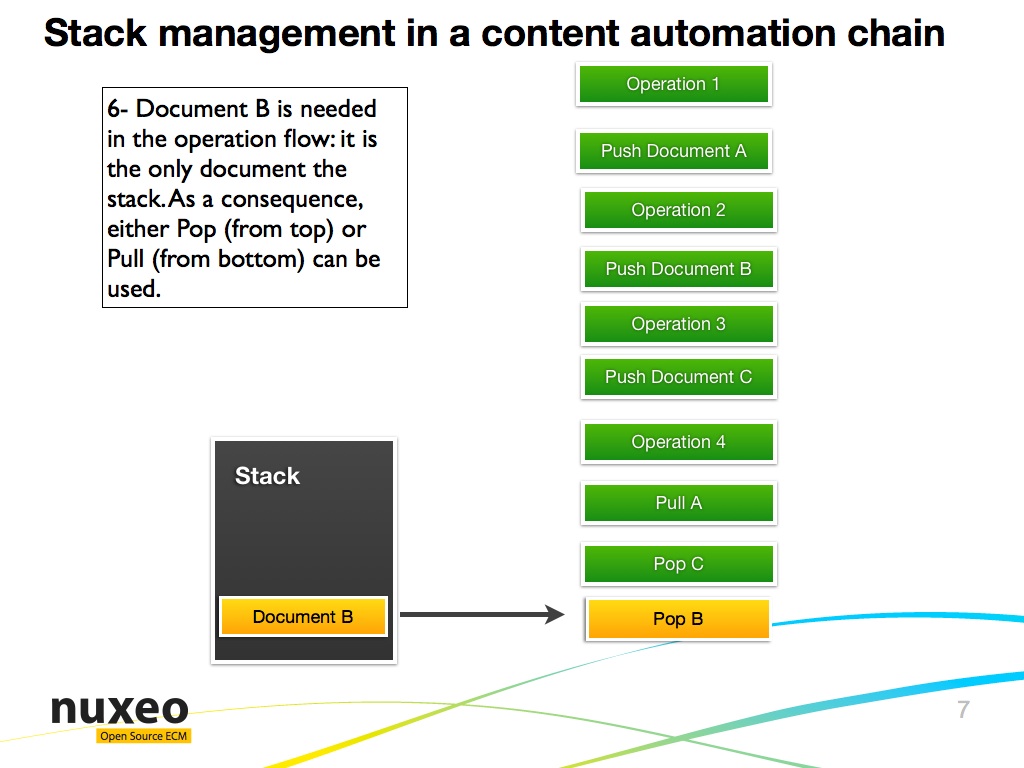 Stack management in a content automation chain
6- Document B is needed
in the operation flow: it is
the only document the
stack. As a consequence,
either Pop (from top) or
Pull (from bottom) can be
used.
Operation 1
Push Document A
Operation 2
Push Document B
Operation 3
Push Document C
Operation 4
Pull A
Pop C
Pop B
Stack
Document B
nuxeo
Open Source ECM
7